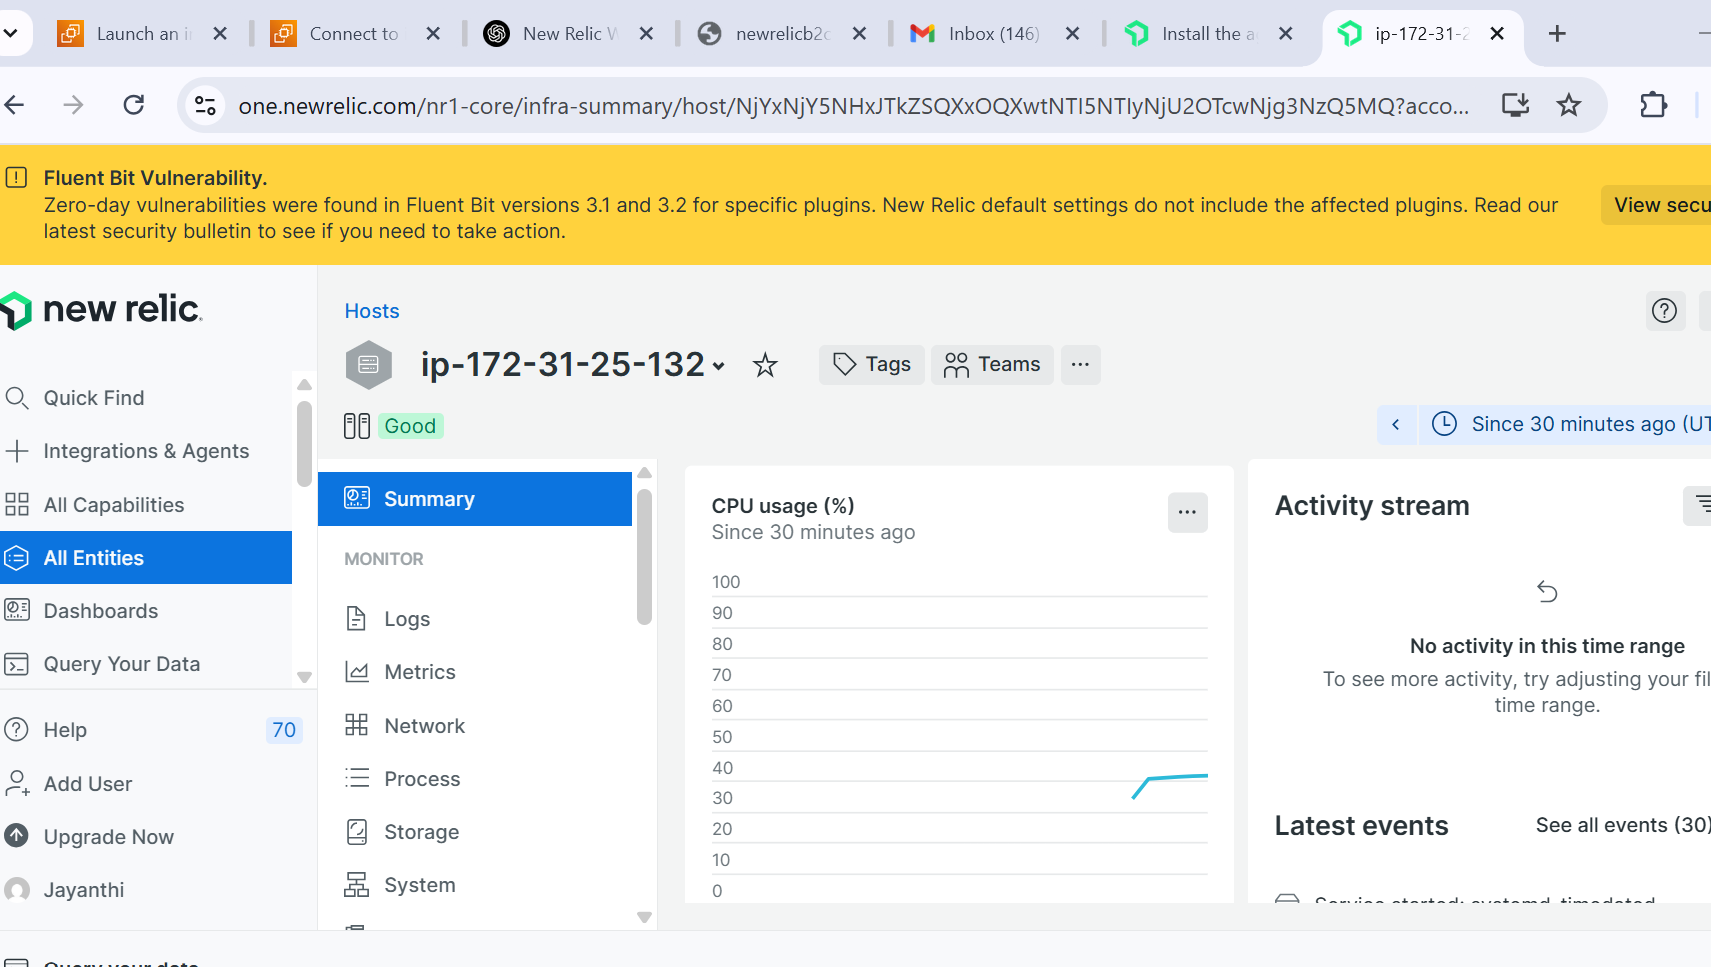 Launch an i
Connect to
New Relic W
newrelicb2c
Inbox (146)
Install the a
ip-172-31-2
one.newrelic.com/nr1-core/infra-summary/host/NjYxNjY5NHxJTkZSQXxOQXwtNTI5NTIyNjU2OTcwNjg3NzQ5MQ?acco...
Fluent Bit Vulnerability.
Zero-day vulnerabilities were found in Fluent Bit versions 3.1 and 3.2 for specific plugins. New Relic default settings do not include the affected plugins. Read our
latest security bulletin to see if you need to take action.
View secu
new relic
Quick Find
Integrations & Agents
All Capabilities
All Entities
Dashboards
Query Your Data
Help
70
Add User
Upgrade Now
Jayanthi
Hosts
ip-172-31-25-132
Tags
Teams
Good
Since 30 minutes ago (UT
Summary
MONITOR
Logs
Metrics
Network
Process
Storage
System
CPU usage (%)
Since 30 minutes ago
100
90
80
70
60
50
40
30
20
10
0
Activity stream
No activity in this time range
To see more activity, try adjusting your fil
time range.
Latest events
See all events (30)
Service started: systemd-timedated
Query your data